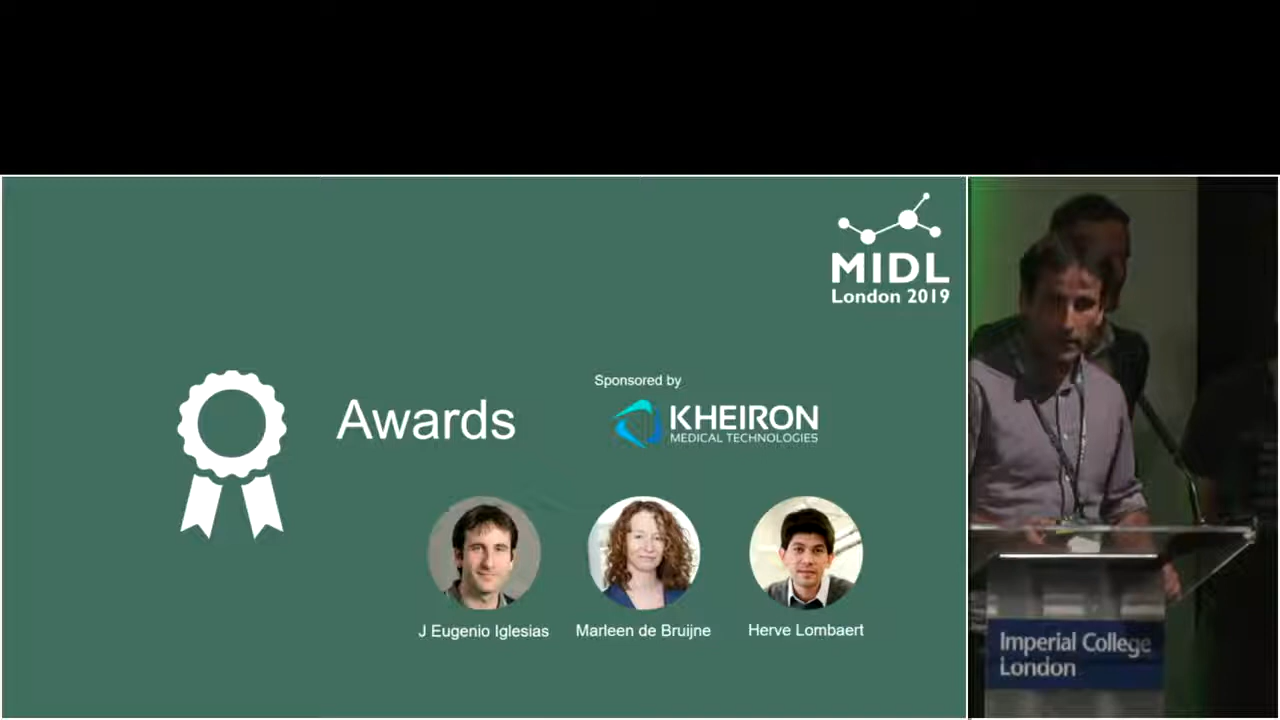 MIDL
London 2019
Sponsored by
Awards
KHEIRON
MEDICAL TECHNOLOGIES
J Eugenio Iglesias
Marleen de Bruijne
Herve Lombaert
Imperial College
London